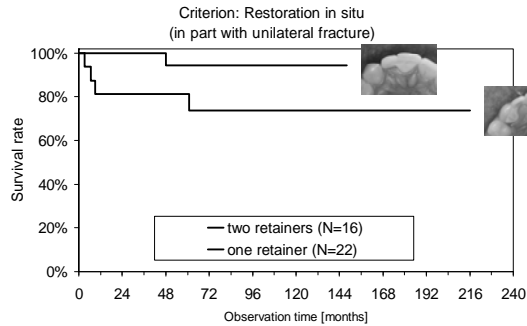 Criterion: Restoration in situ
(in part with unilateral fracture)
100%
80%
60%
40%
20%
0%
Survival rate
two retainers (N=16)
one retainer (N=22)
0 24 48 72 96 120 144 168 192 216 240
Observation time [months]